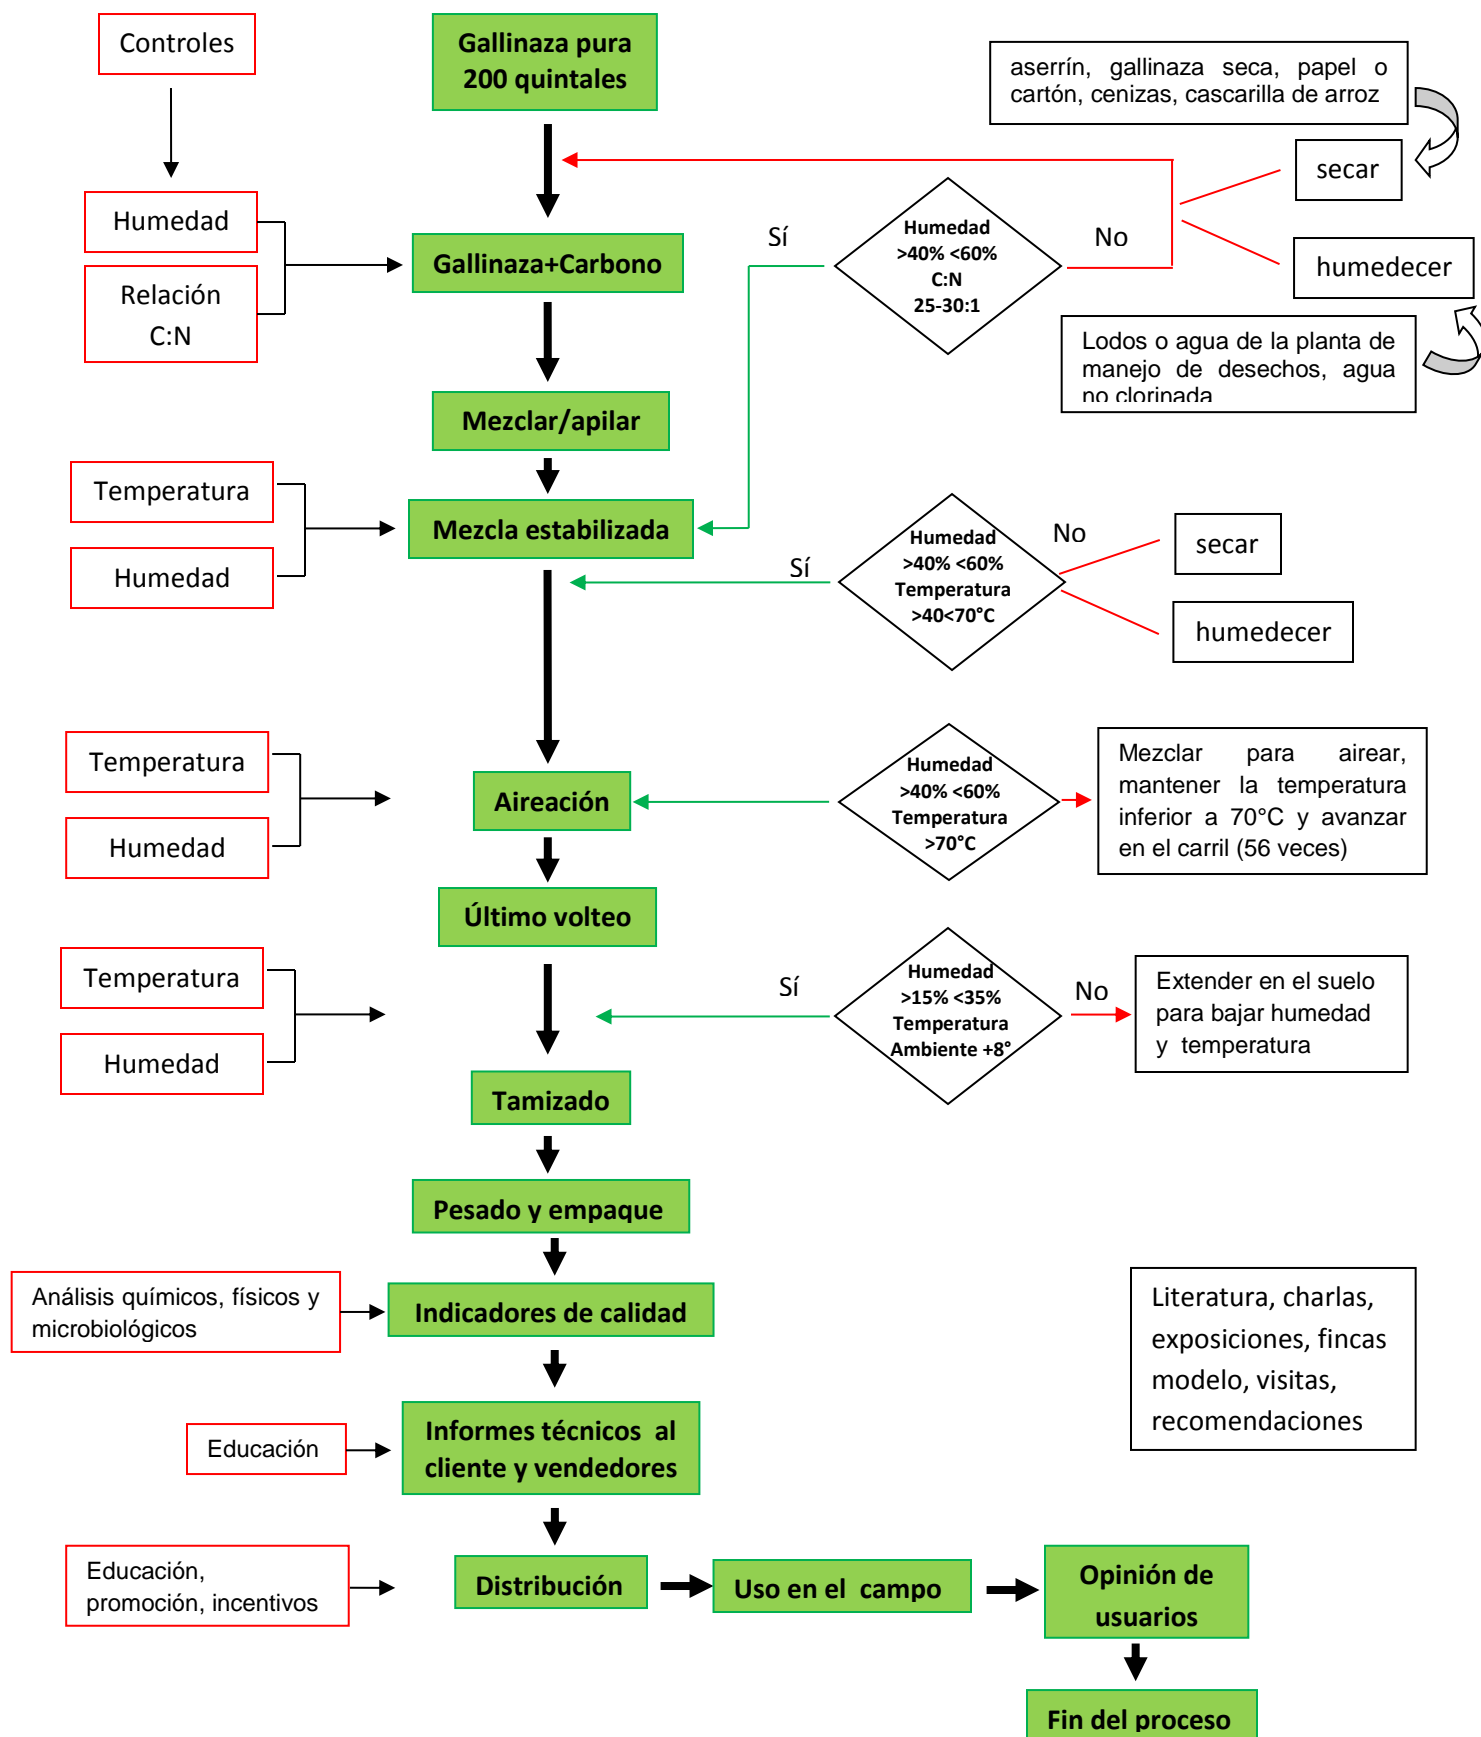 Controles
Gallinaza pura
200 quintales
aserrín, gallinaza seca, papel o
cartón, cenizas, cascarilla de arroz
secar
Humedad
Relación
C:N
Gallinaza+Carbono
Sí
Humedad
>40% <60%
C:N
25-30:1
No
humedecer
Lodos o agua de la planta de
manejo de desechos, agua
no clorinada
Mezclar/apilar
Temperatura
Humedad
Mezcla estabilizada
Sí
Humedad
>40% <60%
Temperatura
>40<70°C
No
secar
humedecer
Temperatura
Humedad
Aireación
Humedad
>40% <60%
Temperatura
>70°C
Mezclar para airear,
mantener la temperatura
inferior a 70°C y avanzar
en el carril (56 veces)
Último volteo
Temperatura
Humedad
Sí
Humedad
>15% <35%
Temperatura
Ambiente +8°
No
Extender en el suelo
para bajar humedad
y temperatura
Tamizado
Pesado y empaque
Análisis químicos, físicos y
microbiológicos
Indicadores de calidad
Literatura, charlas,
exposiciones, fincas
modelo, visitas,
recomendaciones
Educación
Informes técnicos al
cliente y vendedores
Educación,
promoción, incentivos
Distribución
Uso en el campo
Opinión de
usuarios
Fin del proceso